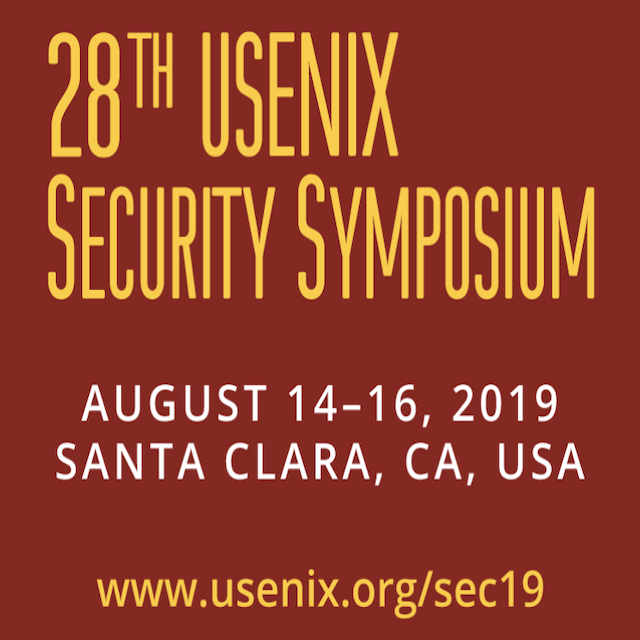 28TH USENIX
SECURITY SYMPOSIUM
AUGUST 14–16, 2019
SANTA CLARA, CA, USA
www.usenix.org/sec19